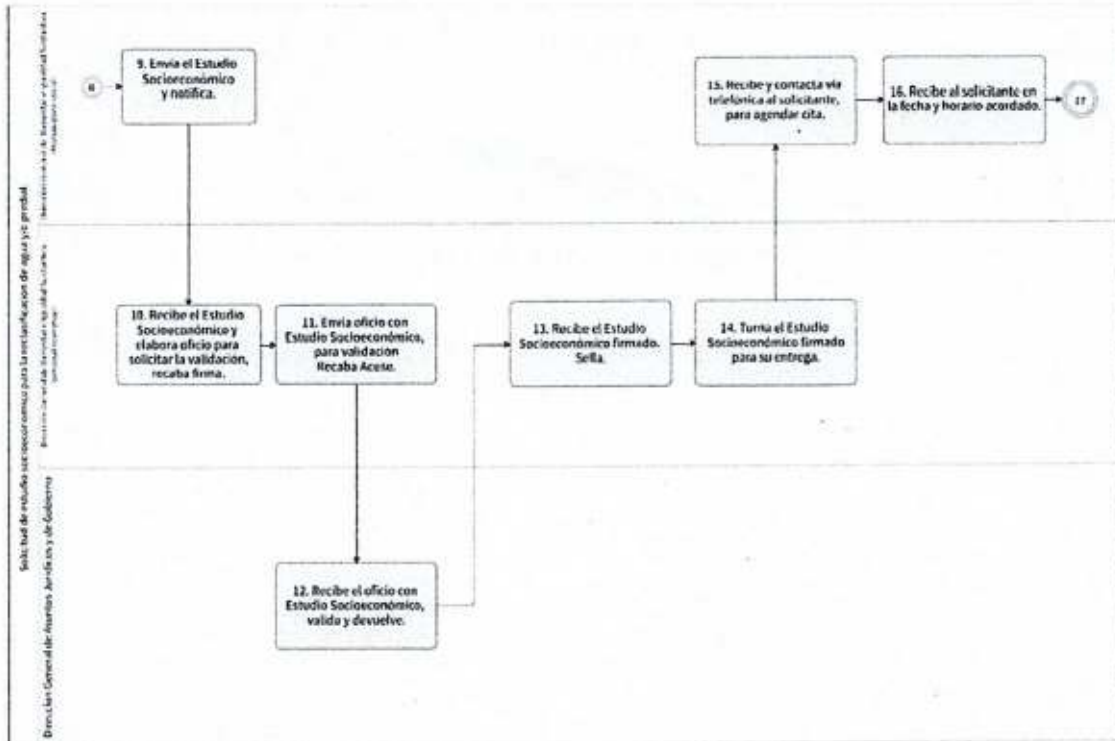 Solicitud de estudio socioeconómico para la reclasificación de agua y/o predial
9. Envía el Estudio
Socioeconómico
y notifica.
8
15. Recibe y contacta vía
telefónica al solicitante,
para agendar cita.
16. Recibe al solicitante en
la fecha y horario acordado.
17
10. Recibe el Estudio
Socioeconómico y
elabora oficio para
solicitar la validación,
recaba firma.
11. Envía oficio con
Estudio Socioeconómico,
para validación
Recaba Acuse.
13. Recibe el Estudio
Socioeconómico firmado.
Sella.
14. Turna el Estudio
Socioeconómico firmado
para su entrega.
Dirección General de Asuntos Jurídicos y de Gobierno
12. Recibe el oficio con
Estudio Socioeconómico,
valida y devuelve.